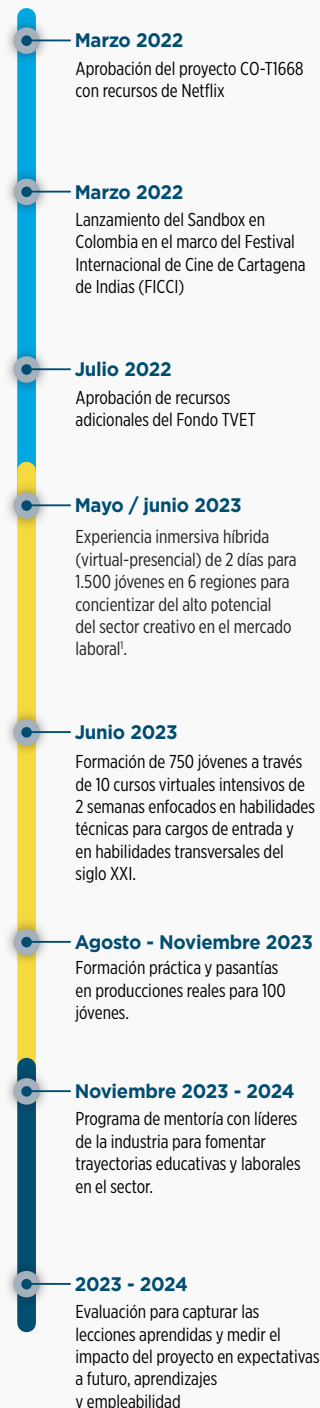 Marzo 2022
Aprobación del proyecto CO-T1668
con recursos de Netflix
Marzo 2022
Lanzamiento del Sandbox en
Colombia en el marco del Festival
Internacional de Cine de Cartagena
de Indias (FICCI)
Julio 2022
Aprobación de recursos
adicionales del Fondo TVET
Mayo / junio 2023
Experiencia inmersiva híbrida
(virtual-presencial) de 2 días para
1.500 jóvenes en 6 regiones para
concientizar del alto potencial
del sector creativo en el mercado
laboral¹.
Junio 2023
Formación de 750 jóvenes a través
de 10 cursos virtuales intensivos de
2 semanas enfocados en habilidades
técnicas para cargos de entrada y
en habilidades transversales del
siglo XXI.
Agosto - Noviembre 2023
Formación práctica y pasantías
en producciones reales para 100
jóvenes.
Noviembre 2023 - 2024
Programa de mentoría con líderes
de la industria para fomentar
trayectorias educativas y laborales
en el sector.
2023 - 2024
Evaluación para capturar las
lecciones aprendidas y medir el
impacto del proyecto en expectativas
a futuro, aprendizajes
y empleabilidad